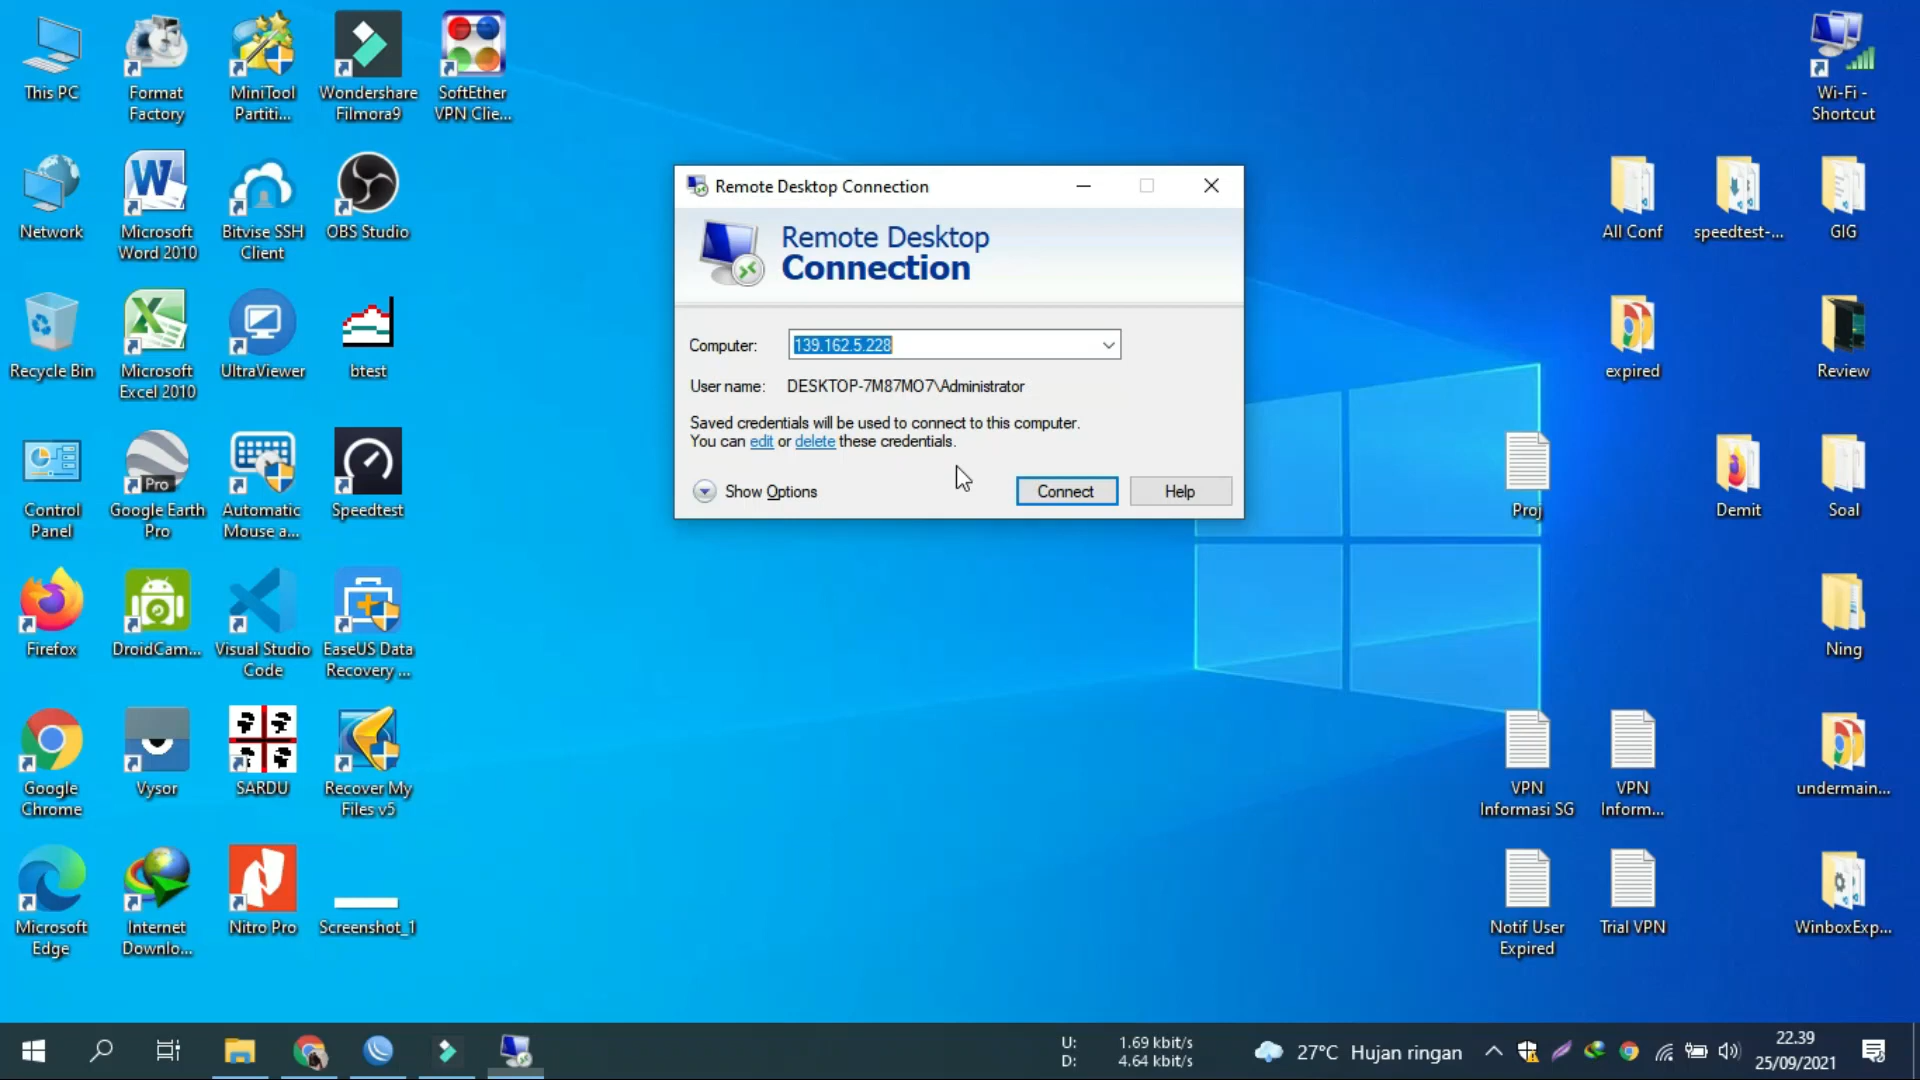 This PC
Format
Factory
MiniTool
Partiti...
Wondershare
Filmora9
SoftEther
VPN Clie...
Wi-Fi -
Shortcut
Network
Microsoft
Word 2010
Bitvise SSH
Client
OBS Studio
All Conf
speedtest-...
GIG
Recycle Bin
Microsoft
Excel 2010
UltraViewer
btest
expired
Review
Control
Panel
Pro
Google Earth
Pro
Automatic
Mouse a...
Speedtest
Proj
Demit
Soal
Firefox
DroidCam...
Visual Studio
Code
EaseUS Data
Recovery ...
Ning
Google
Chrome
Vysor
SARDU
Recover My
Files v5
VPN
Informasi SG
VPN
Inform...
undermain...
Microsoft
Edge
Internet
Downlo...
Nitro Pro
Screenshot_1
Notif User
Expired
Trial VPN
WinboxExp...
Remote Desktop Connection
Remote Desktop
Connection
Computer: 139.162.5.228
User name: DESKTOP-7M87MO7\Administrator
Saved credentials will be used to connect to this computer.
You can edit or delete these credentials.
Show Options
Connect
Help
U: 1.69 kbit/s
D: 4.64 kbit/s
27°C Hujan ringan
22.39
25/09/2021